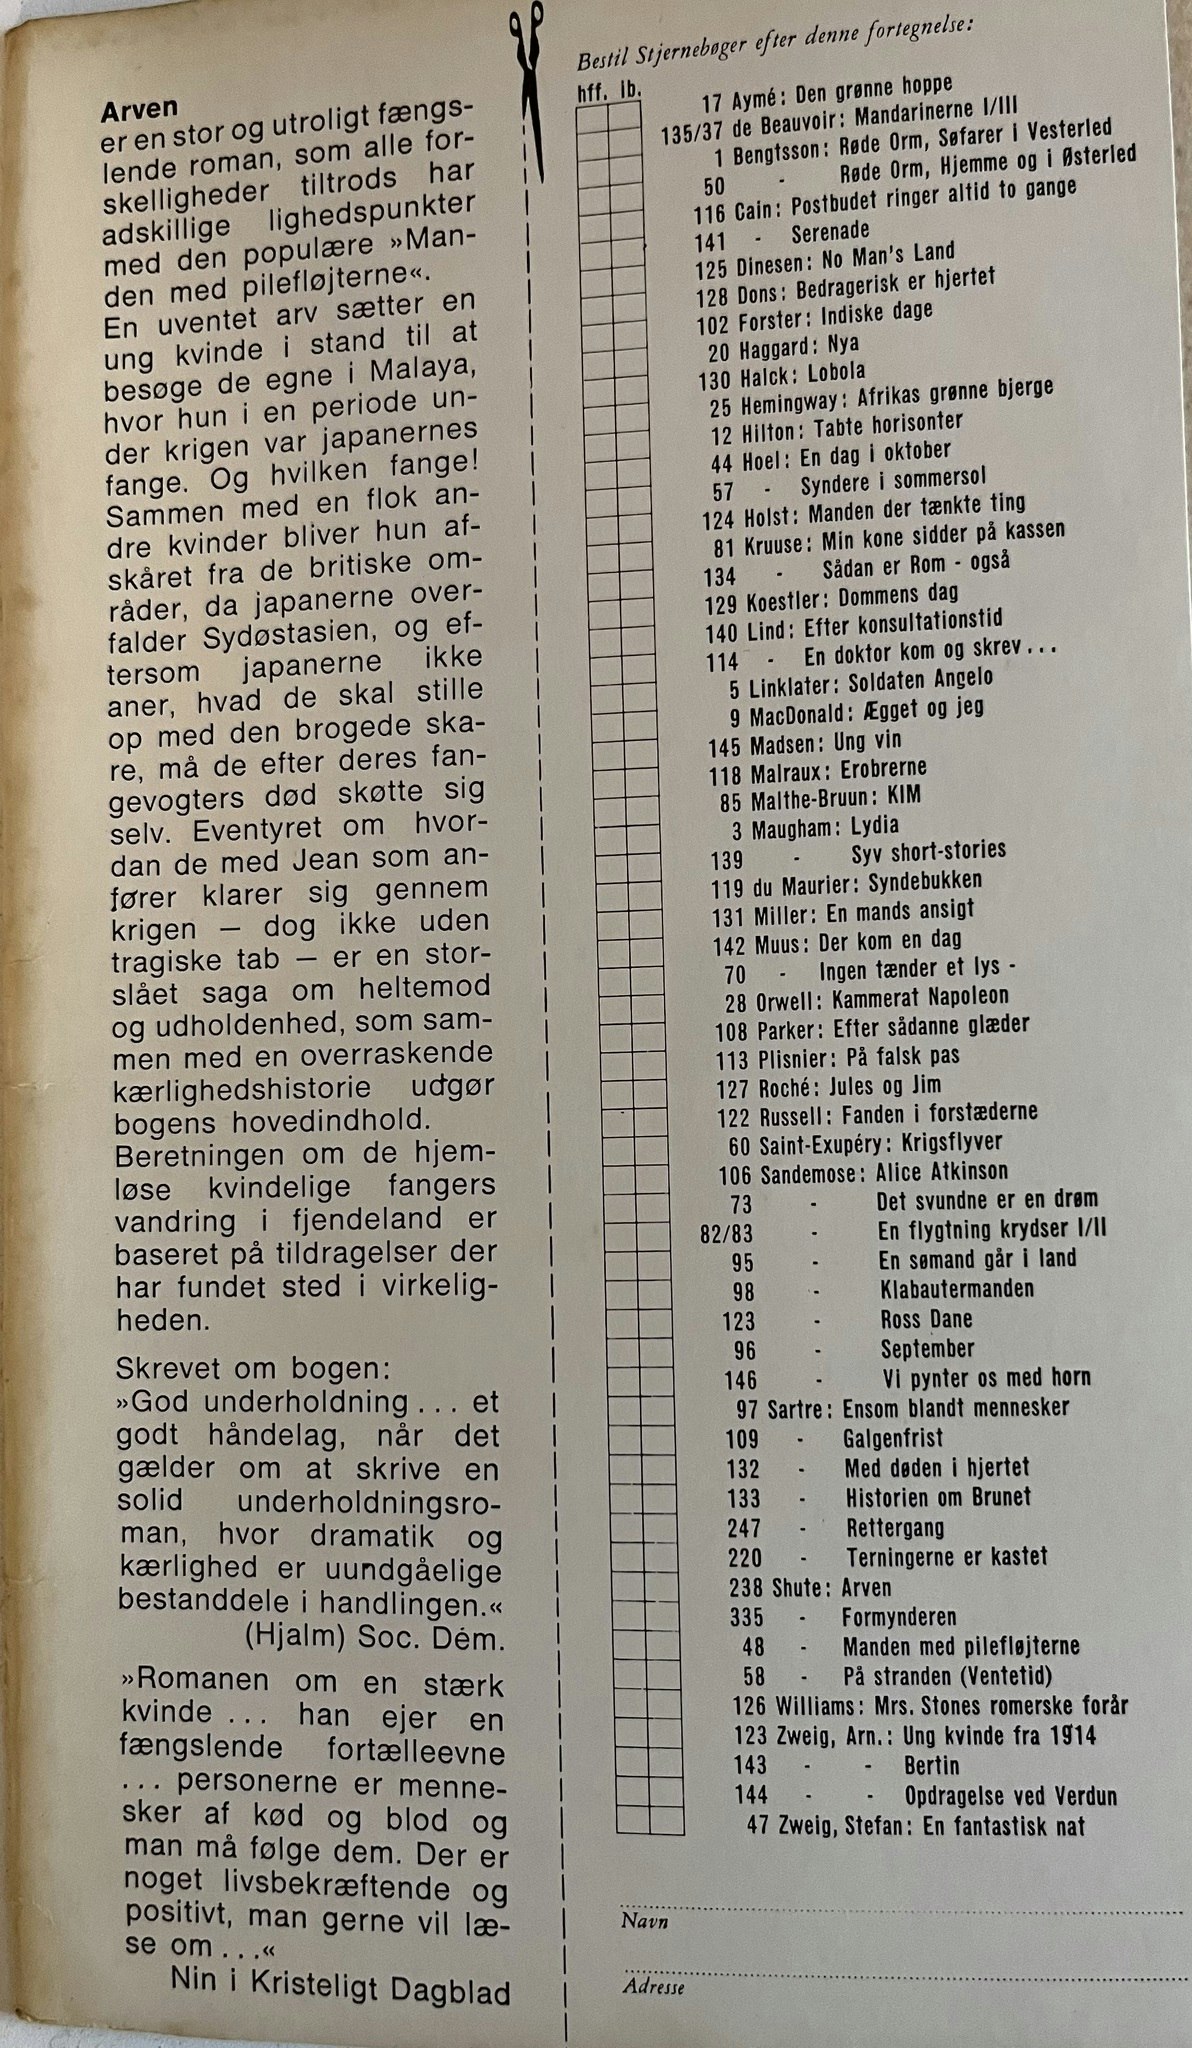 Arven
er en stor og utroligt fængs-
lende roman, som alle for-
skelligheder tiltrods har
adskillige lighedspunkter
med den populære »Man-
den med pilefløjterne«.
En uventet arv sætter en
ung kvinde i stand til at
besøge de egne i Malaya,
hvor hun i en periode un-
der krigen var japanernes
fange. Og hvilken fange!
Sammen med en flok an-
dre kvinder bliver hun af-
skåret fra de britiske om-
råder, da japanerne over-
falder Sydøstasien, og ef-
tersom japanerne ikke
aner, hvad de skal stille
op med den brogede ska-
re, må de efter deres fan-
gevogters død skøtte sig
selv. Eventyret om hvor-
dan de med Jean som an-
fører klarer sig gennem
krigen – dog ikke uden
tragiske tab – er en stor-
slået saga om heltemod
og udholdenhed, som sam-
men med en overraskende
kærlighedshistorie udgør
bogens hovedindhold.
Beretningen om de hjem-
løse kvindelige fangers
vandring i fjendeland er
baseret på tildragelser der
har fundet sted i virkelig-
heden.
Skrevet om bogen:
»God underholdning ... et
godt håndelag, når det
gælder om at skrive en
solid underholdningsro-
man, hvor dramatik og
kærlighed er uundgåelige
bestanddele i handlingen.«
(Hjalm) Soc. Dém.
»Romanen om en stærk
kvinde ... han ejer en
fængslende fortælleevne
... personerne er menne-
sker af kød og blod og
man må følge dem. Der er
noget livsbekræftende og
positivt, man gerne vil læ-
se om ...«
Nin i Kristeligt Dagblad
Bestil Stjernebøger efter denne fortegnelse:
hff. ib.
17 Aymé: Den grønne hoppe
135/37 de Beauvoir: Mandarinerne I/III
1 Bengtsson: Røde Orm, Søfarer i Vesterled
50 - Røde Orm, Hjemme og i Østerled
116 Cain: Postbudet ringer altid to gange
141 - Serenade
125 Dinesen: No Man's Land
128 Dons: Bedragerisk er hjertet
102 Forster: Indiske dage
20 Haggard: Nya
130 Halck: Lobola
25 Hemingway: Afrikas grønne bjerge
12 Hilton: Tabte horisonter
44 Hoel: En dag i oktober
57 - Syndere i sommersol
124 Holst: Manden der tænkte ting
81 Kruuse: Min kone sidder på kassen
134 - Sådan er Rom - også
129 Koestler: Dommens dag
140 Lind: Efter konsultationstid
114 - En doktor kom og skrev...
5 Linklater: Soldaten Angelo
9 MacDonald: Ægget og jeg
145 Madsen: Ung vin
118 Malraux: Erobrerne
85 Malthe-Bruun: KIM
3 Maugham: Lydia
139 - Syv short-stories
119 du Maurier: Syndebukken
131 Miller: En mands ansigt
142 Muus: Der kom en dag
70 - Ingen tænder et lys -
28 Orwell: Kammerat Napoleon
108 Parker: Efter sådanne glæder
113 Plisnier: På falsk pas
127 Roché: Jules og Jim
122 Russell: Fanden i forstæderne
60 Saint-Exupéry: Krigsflyver
106 Sandemose: Alice Atkinson
73 - Det svundne er en drøm
82/83 - En flygtning krydser I/II
95 - En sømand går i land
98 - Klabautermanden
123 - Ross Dane
96 - September
146 - Vi pynter os med horn
97 Sartre: Ensom blandt mennesker
109 - Galgenfrist
132 - Med døden i hjertet
133 - Historien om Brunet
247 - Rettergang
220 - Terningerne er kastet
238 Shute: Arven
335 - Formynderen
48 - Manden med pilefløjterne
58 - På stranden (Ventetid)
126 Williams: Mrs. Stones romerske forår
123 Zweig, Arn.: Ung kvinde fra 1914
143 - - Bertin
144 - - Opdragelse ved Verdun
47 Zweig, Stefan: En fantastisk nat
Navn
Adresse